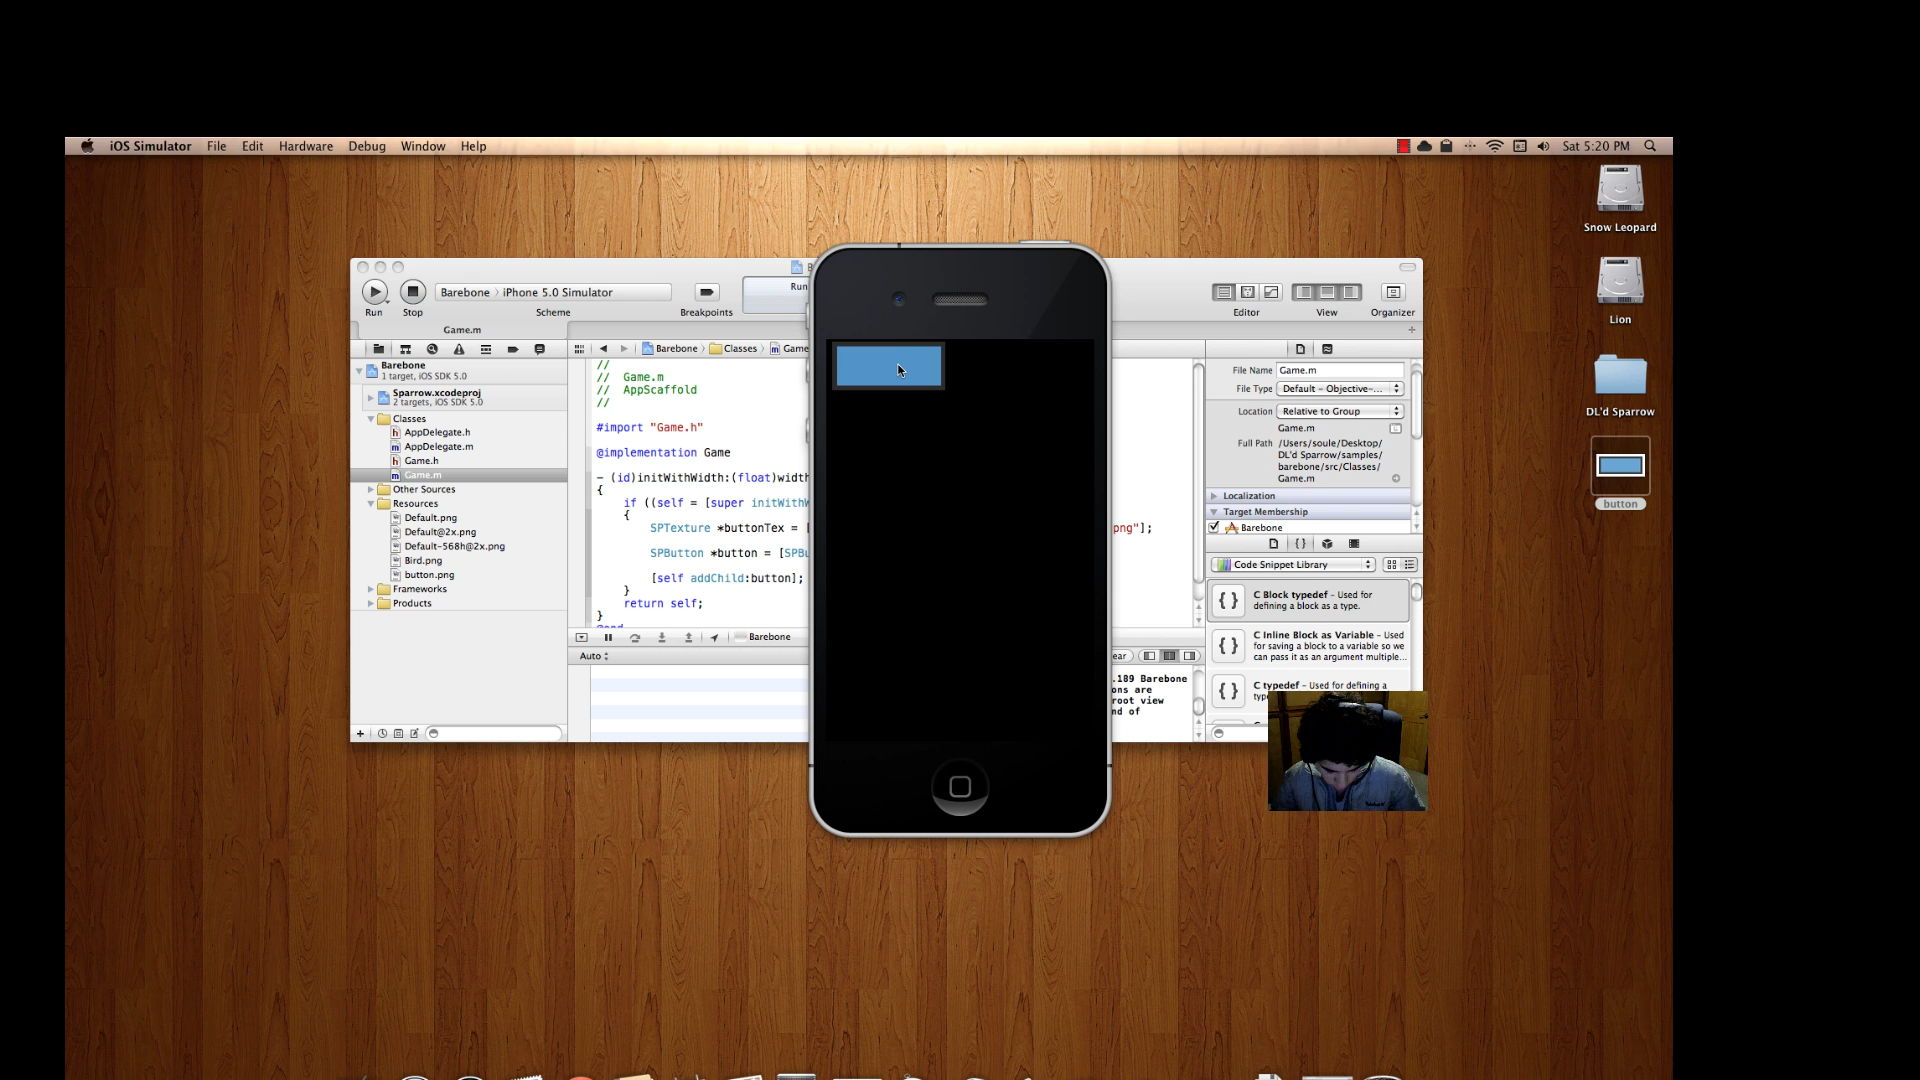 iOS Simulator File Edit Hardware Debug Window Help
Sat 5:20 PM
Snow Leopard
Lion
DL'd Sparrow
button
Run
Stop
Barebone › iPhone 5.0 Simulator
Scheme
Breakpoints
Run
Editor
View
Organizer
Game.m
Barebone
1 target, iOS SDK 5.0
Sparrow.xcodeproj
2 targets, iOS SDK 5.0
Classes
AppDelegate.h
AppDelegate.m
Game.h
Game.m
Other Sources
Resources
Default.png
Default@2x.png
Default-568h@2x.png
Bird.png
button.png
Frameworks
Products
Barebone › Classes › Game
//
// Game.m
// AppScaffold
//
#import "Game.h"
@implementation Game
- (id)initWithWidth:(float)width
{
if ((self = [super initWithW
{
SPTexture *buttonTex = [
png"];
SPButton *button = [SPBu
[self addChild:button];
}
return self;
}
Barebone
Auto
ear
.189 Barebone
ons are
root view
nd of
File Name Game.m
File Type Default - Objective-...
Location Relative to Group
Game.m
Full Path /Users/soule/Desktop/
DL'd Sparrow/samples/
barebone/src/Classes/
Game.m
Localization
Target Membership
Barebone
Code Snippet Library
C Block typedef - Used for
defining a block as a type.
C Inline Block as Variable - Used
for saving a block to a variable so we
can pass it as an argument multiple...
C typedef - Used for defining a